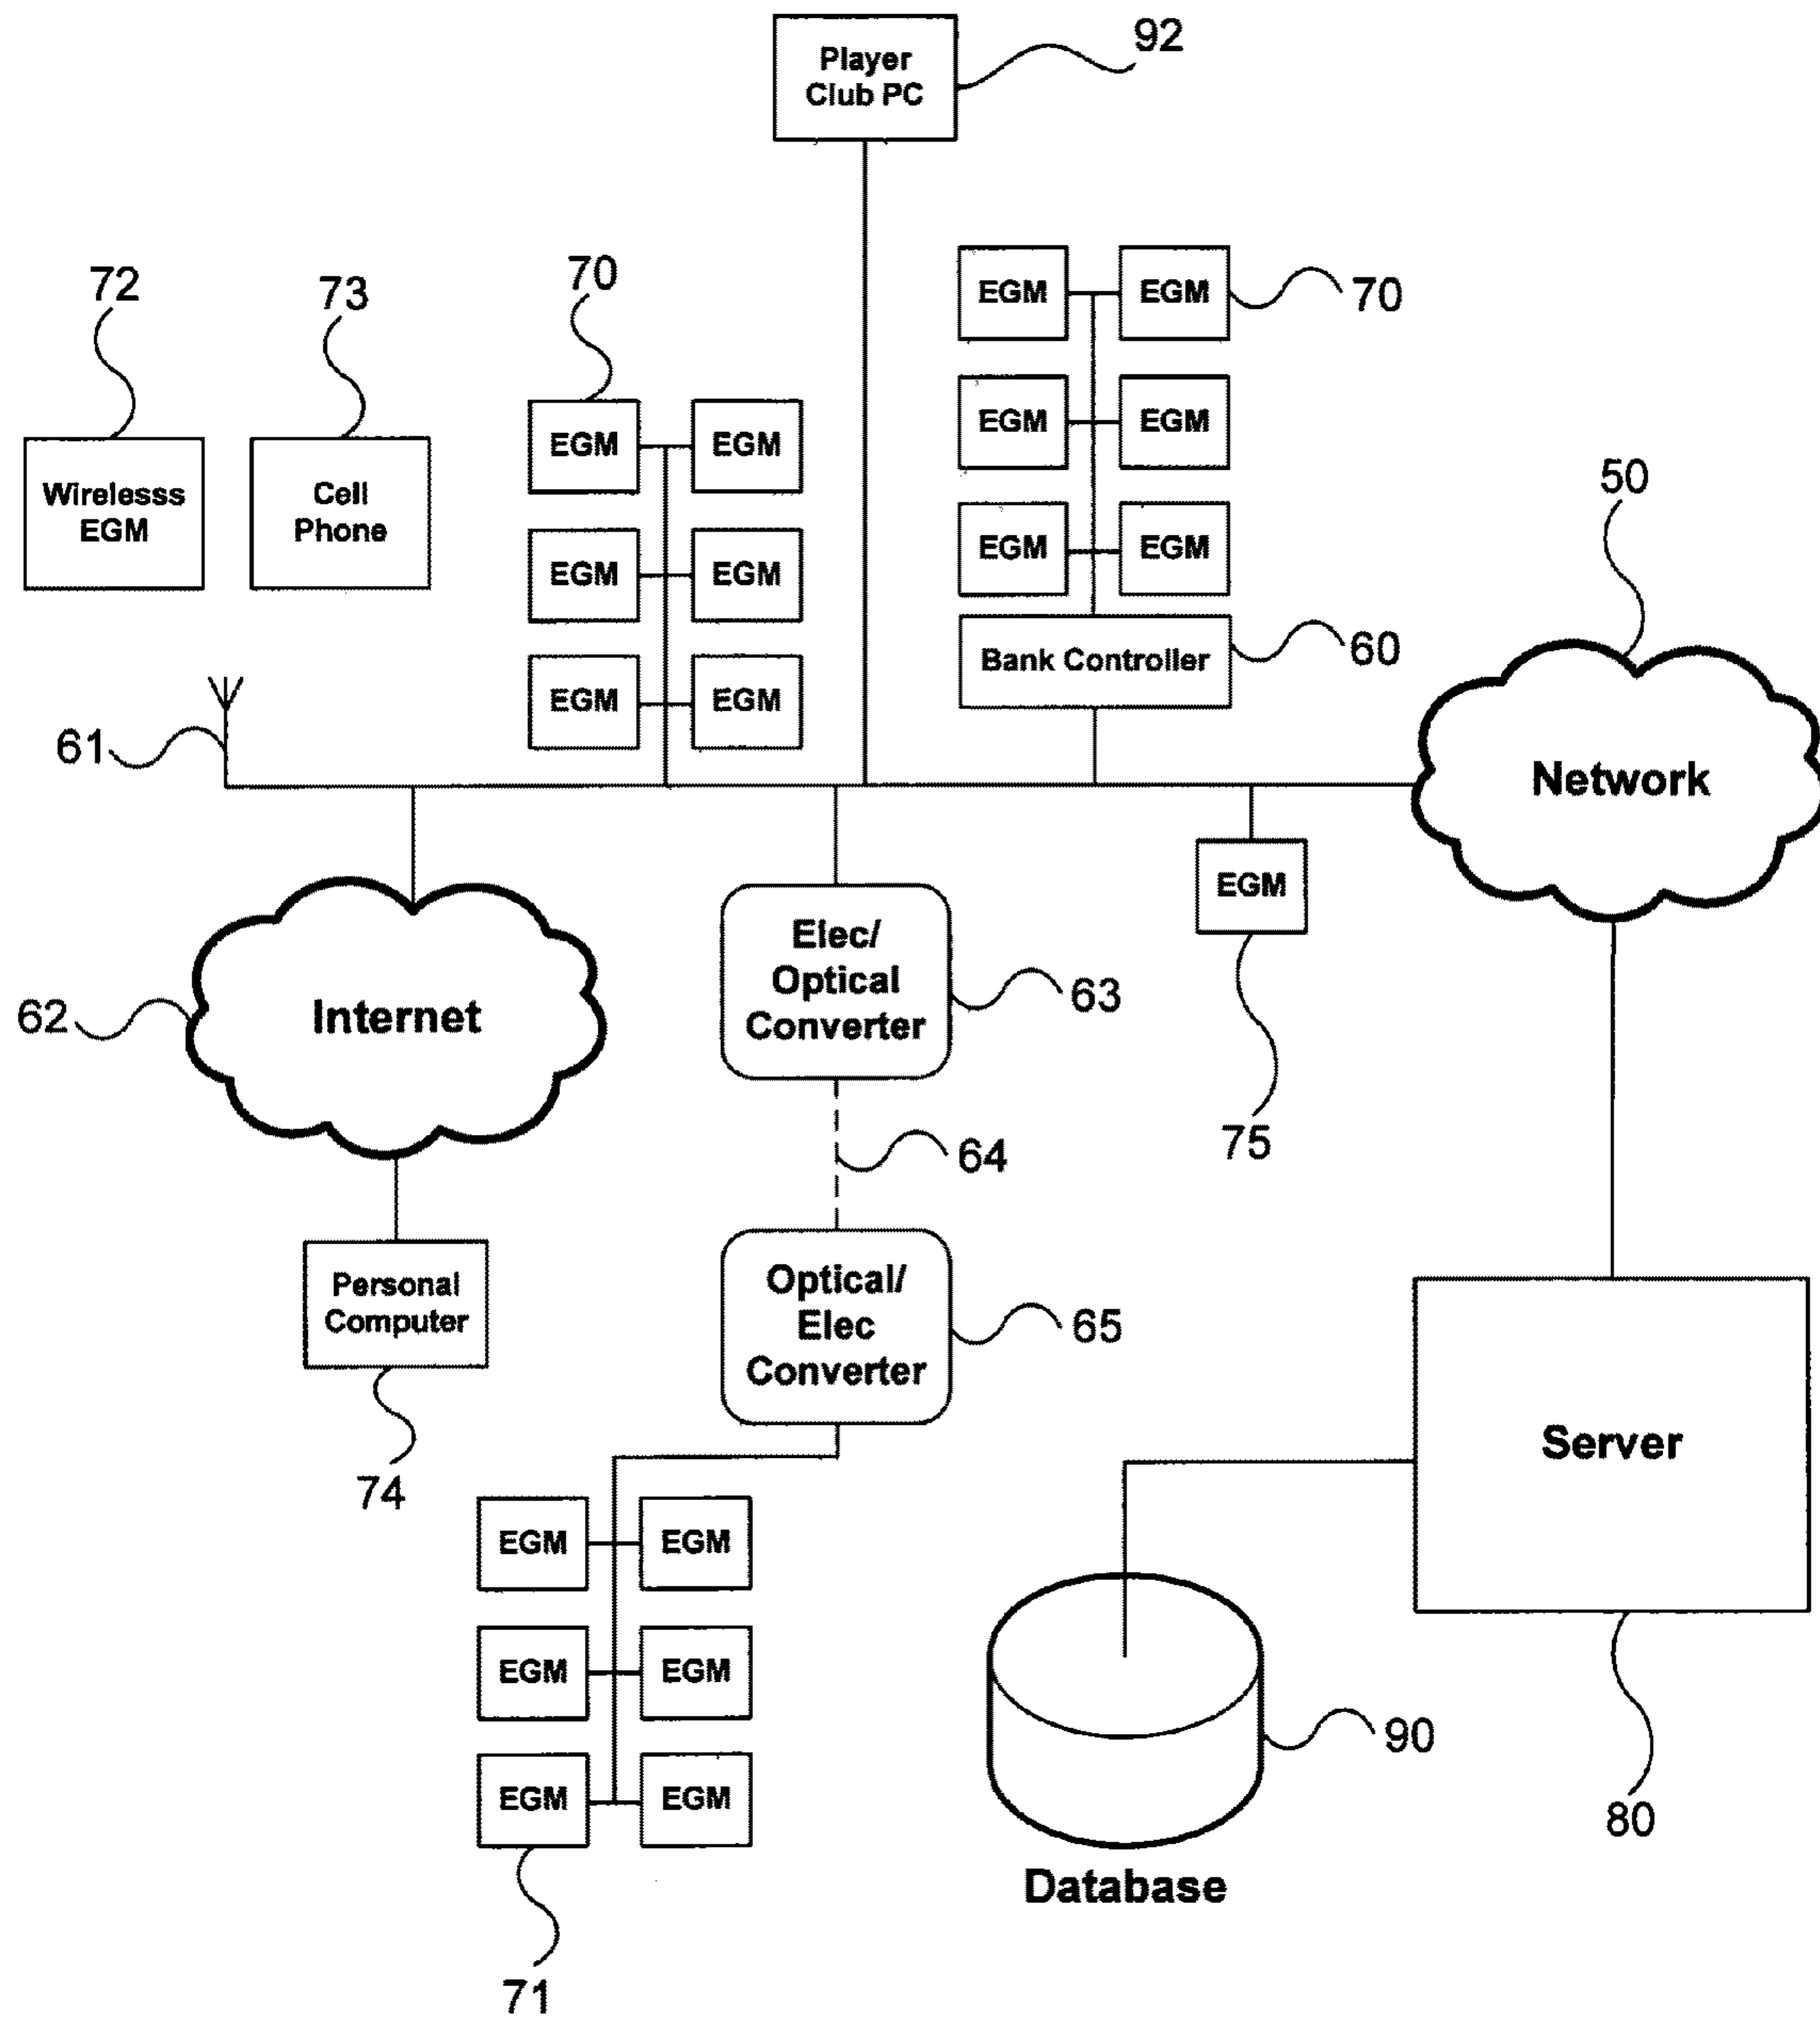 92
Player
Club PC
72
73
70
EGM
EGM
70
EGM
EGM
EGM
EGM
Wirelesss
EGM
Cell
Phone
EGM
EGM
EGM
EGM
EGM
EGM
50
61
EGM
EGM
Bank Controller
60
Network
EGM
62
Internet
Elec/
Optical
Converter
63
64
75
Personal
Computer
Optical/
Elec
Converter
65
74
Server
EGM
EGM
EGM
EGM
EGM
EGM
90
80
Database
71